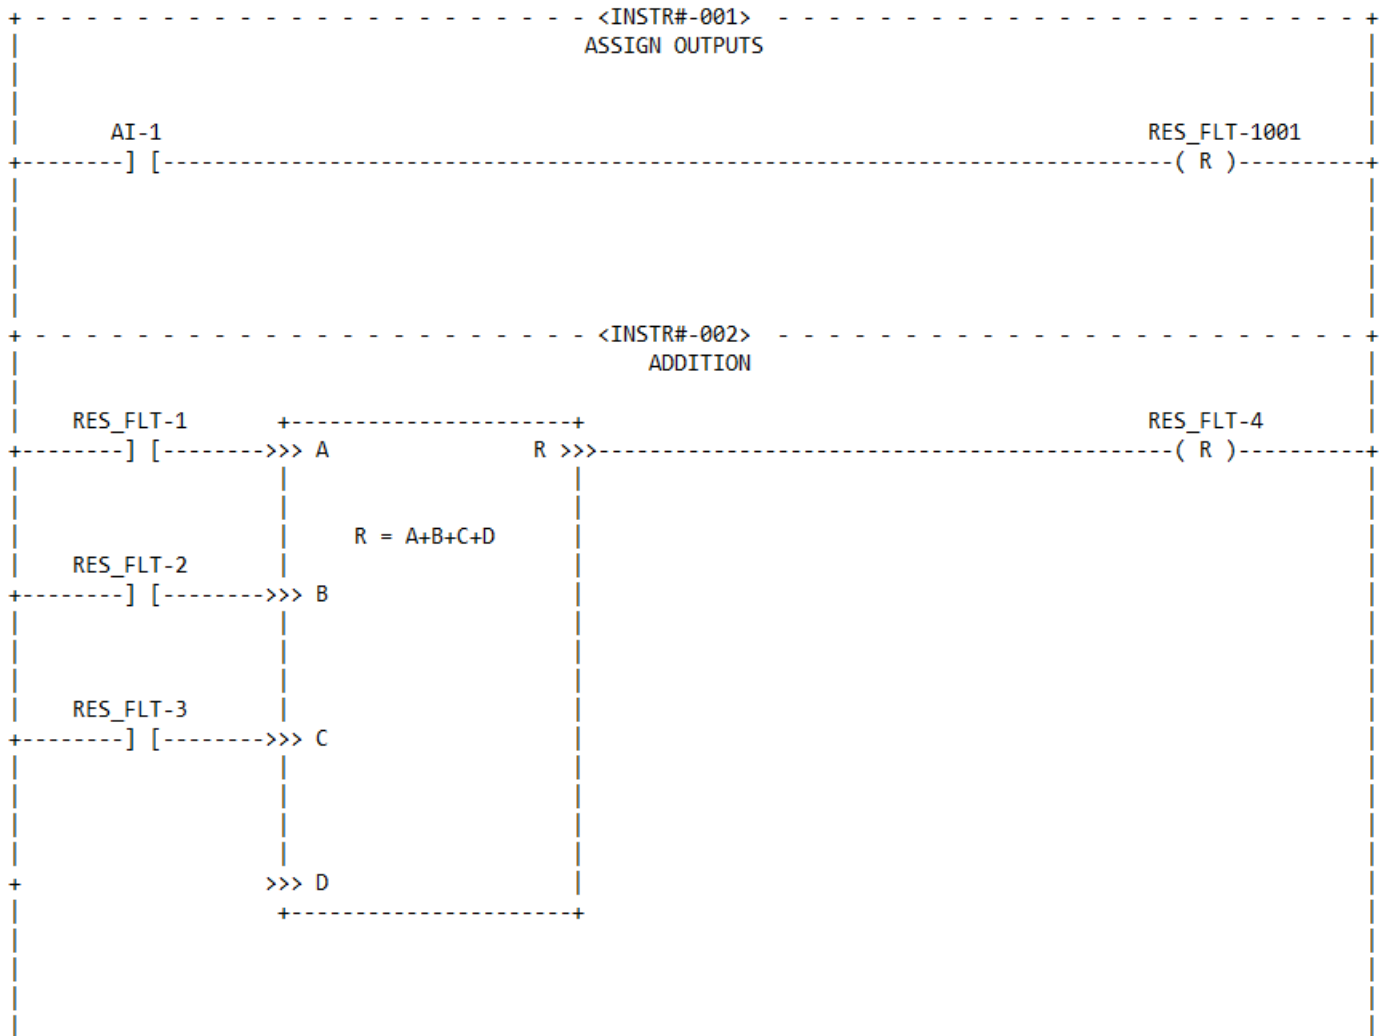 <INSTR#-001>
ASSIGN OUTPUTS
AI-1 RES_FLT-1001
] [ ( R )
<INSTR#-002>
ADDITION
RES_FLT-1 RES_FLT-4
] [ >>> A R >>> ( R )
R = A+B+C+D
RES_FLT-2
] [ >>> B
RES_FLT-3
] [ >>> C
>>> D